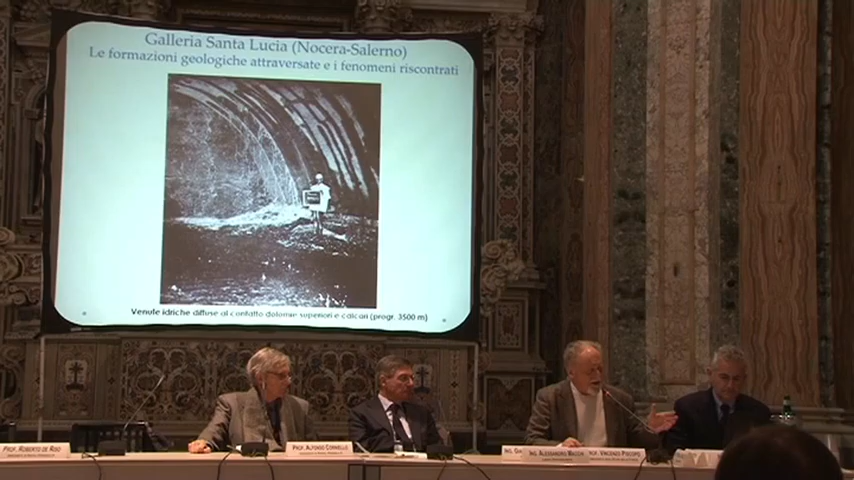 Galleria Santa Lucia (Nocera-Salerno)
Le formazioni geologiche attraversate e i fenomeni riscontrati
Venute idriche diffuse al contatto dolomie superiori e calcari (progr. 3500 m)
PROF. ROBERTO DE RISO
PROF. ALFONSO CORNIELLO
ING. ALESSANDRO
PROF. VINCENZO PISCOPO